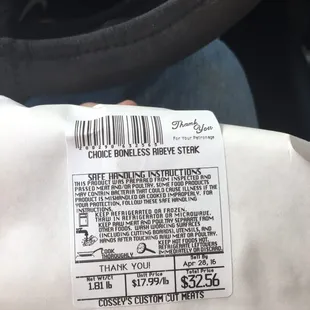 Thank You
For Your Patronage
CHOICE BONELESS RIBEYE STEAK
SAFE HANDLING INSTRUCTIONS
THIS PRODUCT WAS PREPARED FROM INSPECTED AND
PASSED MEAT AND/OR POULTRY. SOME FOOD PRODUCTS
MAY CONTAIN BACTERIA THAT COULD CAUSE ILLNESS IF THE
PRODUCT IS MISHANDLED OR COOKED IMPROPERLY. FOR
YOUR PROTECTION, FOLLOW THESE SAFE HANDLING
INSTRUCTIONS.
KEEP REFRIGERATED OR FROZEN.
THAW IN REFRIGERATOR OR MICROWAVE.
KEEP RAW MEAT AND POULTRY SEPARATE FROM
OTHER FOODS. WASH WORKING SURFACES
(INCLUDING CUTTING BOARDS), UTENSILS, AND
HANDS AFTER TOUCHING RAW MEAT OR POULTRY.
COOK THOROUGHLY.
KEEP HOT FOODS HOT.
REFRIGERATE LEFTOVERS
IMMEDIATELY OR DISCARD.
THANK YOU!
Sell By
Apr 28, 16
Net Wt/Ct
1.81 lb
Unit Price
$17.99/lb
Total Price
$32.56
COSSEY'S CUSTOM CUT MEATS